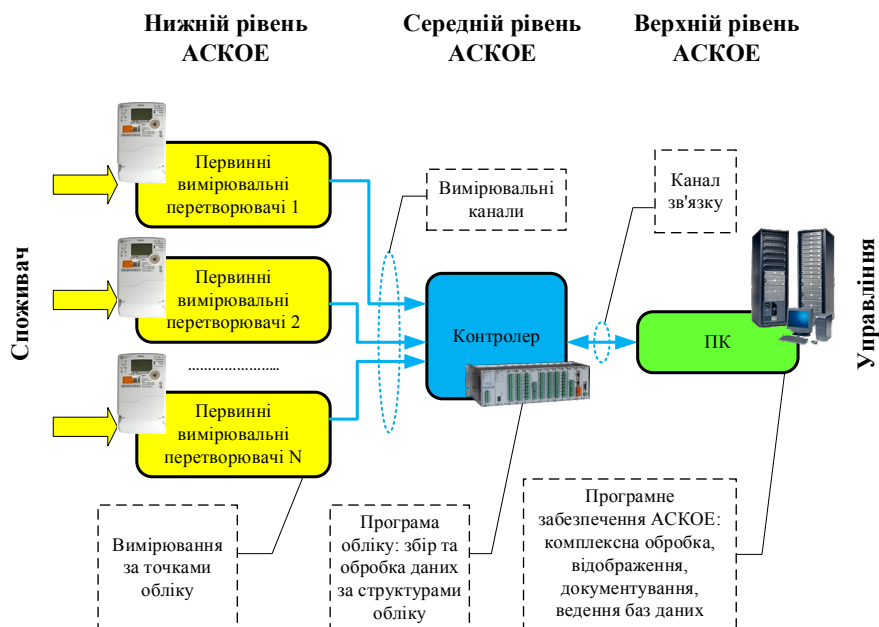 Нижній рівень
АСКОЕ
Середній рівень
АСКОЕ
Верхній рівень
АСКОЕ
Споживач
Первинні
вимірювальні
перетворювачі 1
Первинні
вимірювальні
перетворювачі 2
.......................
Первинні
вимірювальні
перетворювачі N
Вимірювальні
канали
Контролер
Канал
зв'язку
ПК
Управління
Вимірювання
за точками
обліку
Програма
обліку: збір та
обробка даних
за структурами
обліку
Програмне
забезпечення АСКОЕ:
комплексна обробка,
відображення,
документування,
ведення баз даних